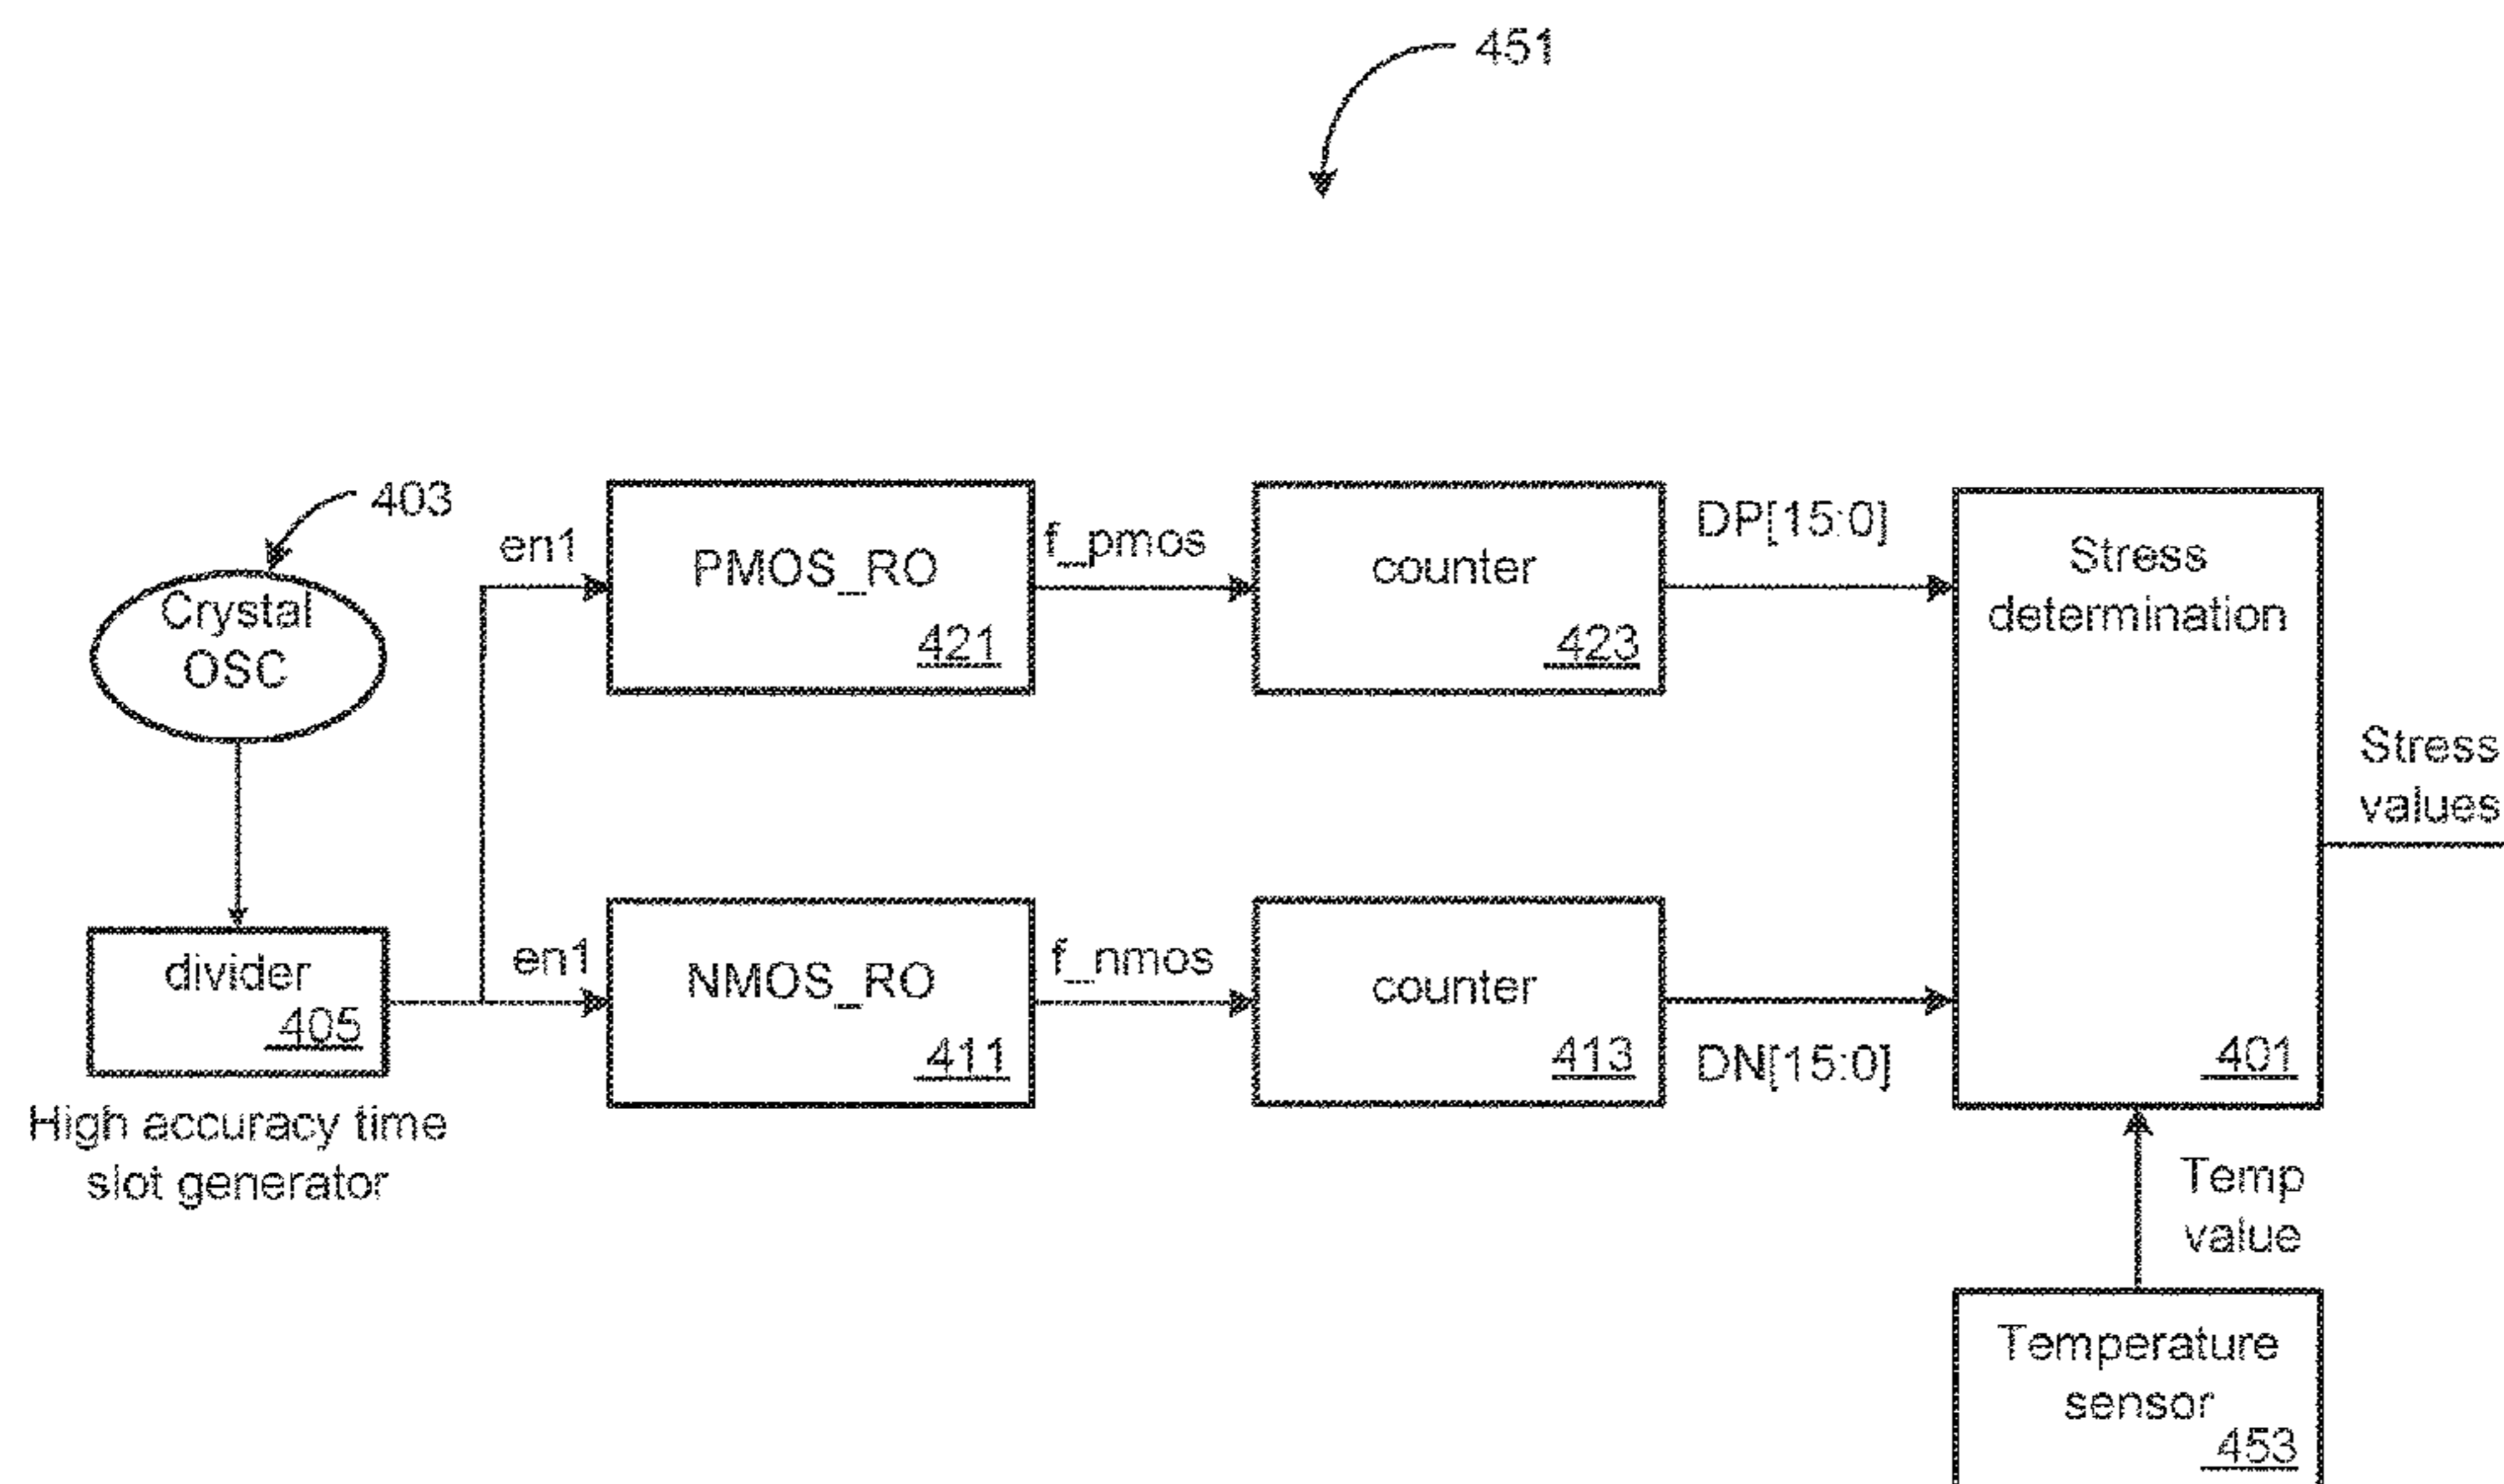 451
403
Crystal
OSC
en1
PMOS_RO
421
f_pmos
counter
423
DP[15:0]
Stress
determination
401
Stress
values
divider
405
High accuracy time
slot generator
en1
NMOS_RO
411
f_nmos
counter
413
DN[15:0]
Temp
value
Temperature
sensor
453